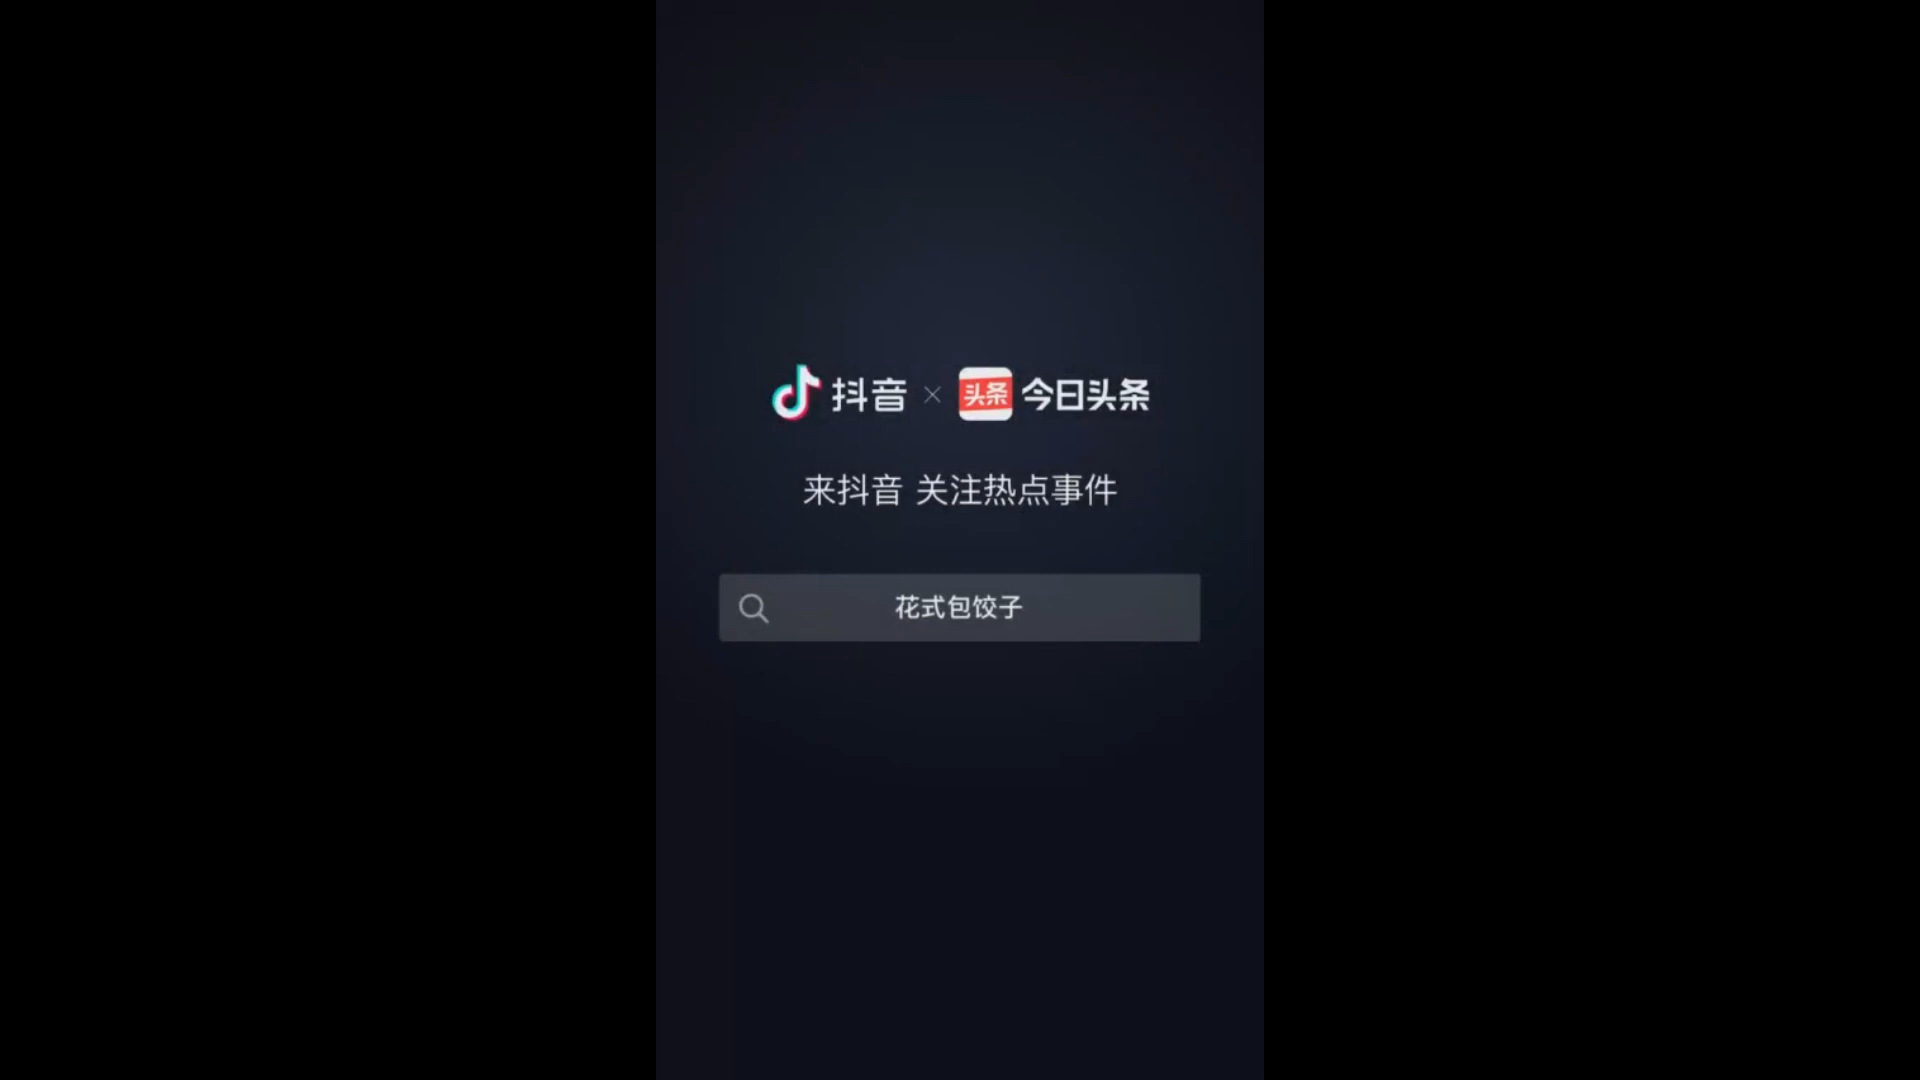 抖音 × 头条 今日头条
来抖音 关注热点事件
花式包饺子